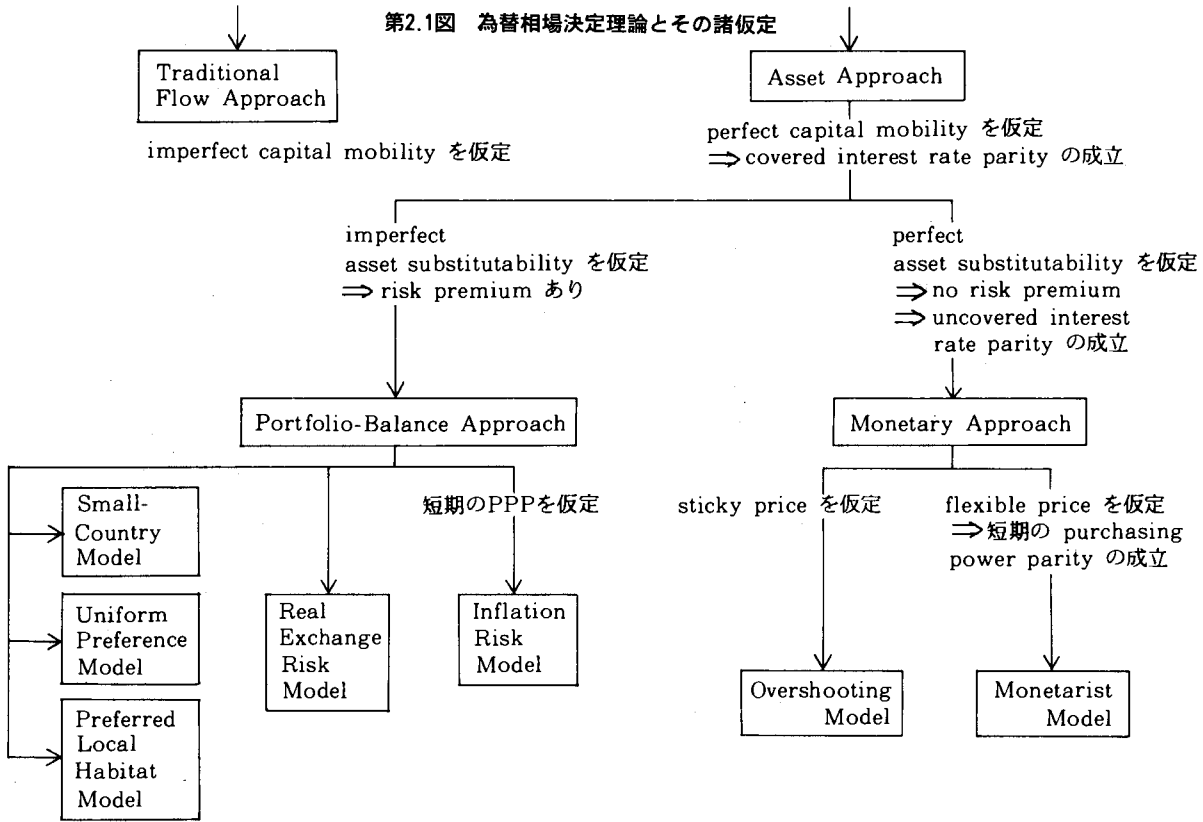 第2.1図　為替相場決定理論とその諸仮定
Traditional
Flow Approach
imperfect capital mobility を仮定
Asset Approach
perfect capital mobility を仮定
⇒ covered interest rate parity の成立
imperfect
asset substitutability を仮定
⇒ risk premium あり
perfect
asset substitutability を仮定
⇒ no risk premium
⇒ uncovered interest
rate parity の成立
Portfolio-Balance Approach
Monetary Approach
Small-
Country
Model
Uniform
Preference
Model
Preferred
Local
Habitat
Model
Real
Exchange
Risk
Model
短期のPPPを仮定
Inflation
Risk
Model
sticky price を仮定
flexible price を仮定
⇒短期の purchasing
power parity の成立
Overshooting
Model
Monetarist
Model